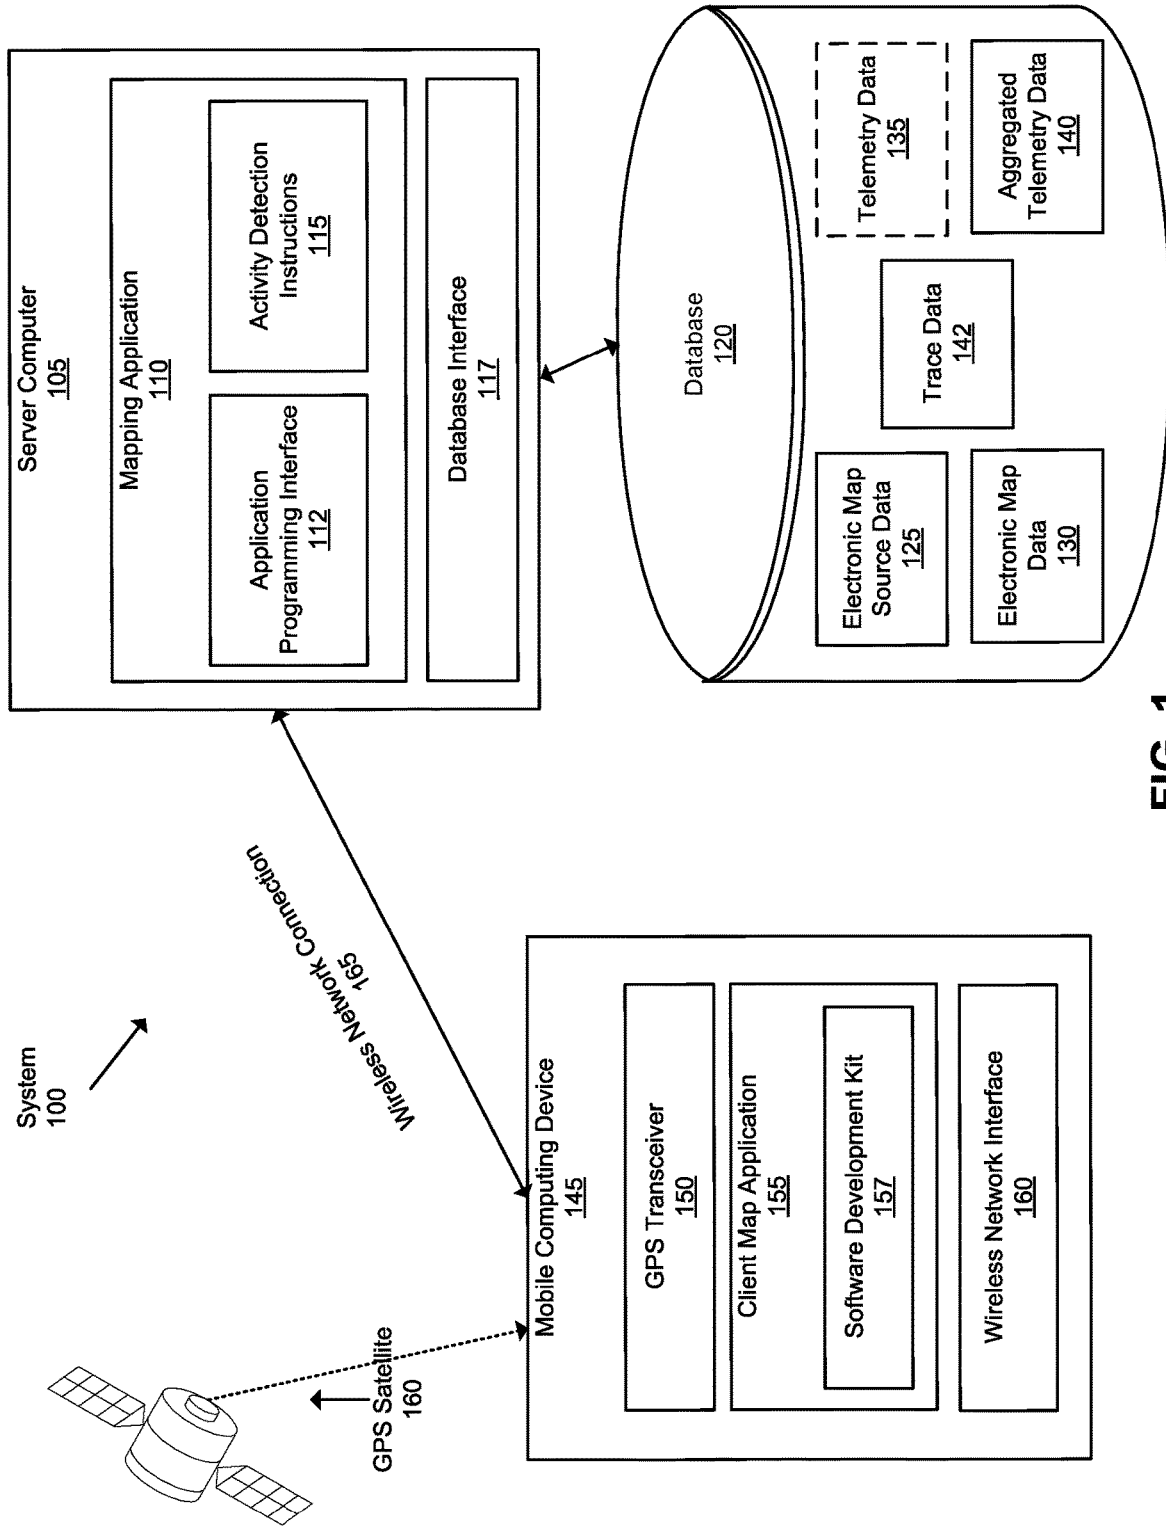 System
100
GPS Satellite
160
Wireless Network Connection
165
Mobile Computing Device
145
GPS Transceiver
150
Client Map Application
155
Software Development Kit
157
Wireless Network Interface
160
Server Computer
105
Mapping Application
110
Application
Programming Interface
112
Activity Detection
Instructions
115
Database Interface
117
Database
120
Electronic Map
Source Data
125
Electronic Map
Data
130
Trace Data
142
Telemetry Data
135
Aggregated
Telemetry Data
140
FIG. 1